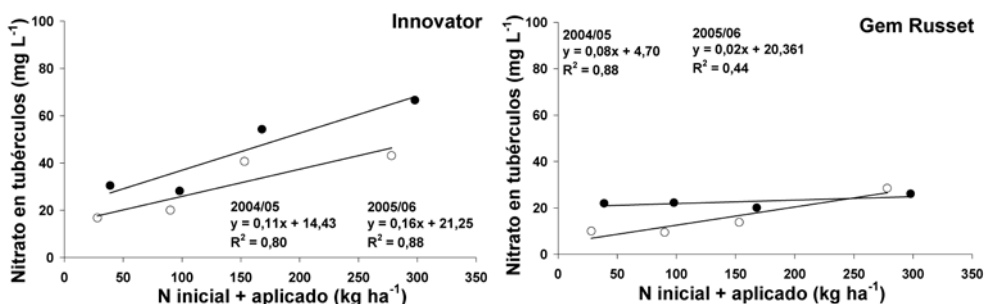 Innovator
Nitrato en tubérculos (mg L-1)
100
80
60
40
20
0
2004/05
y = 0,11x + 14,43
R2 = 0,80
2005/06
y = 0,16x + 21,25
R2 = 0,88
0 50 100 150 200 250 300 350
N inicial + aplicado (kg ha-1)
Gem Russet
Nitrato en tubérculos (mg L-1)
100
80
60
40
20
0
2004/05
y = 0,08x + 4,70
R2 = 0,88
2005/06
y = 0,02x + 20,361
R2 = 0,44
0 50 100 150 200 250 300 350
N inicial + aplicado (kg ha-1)